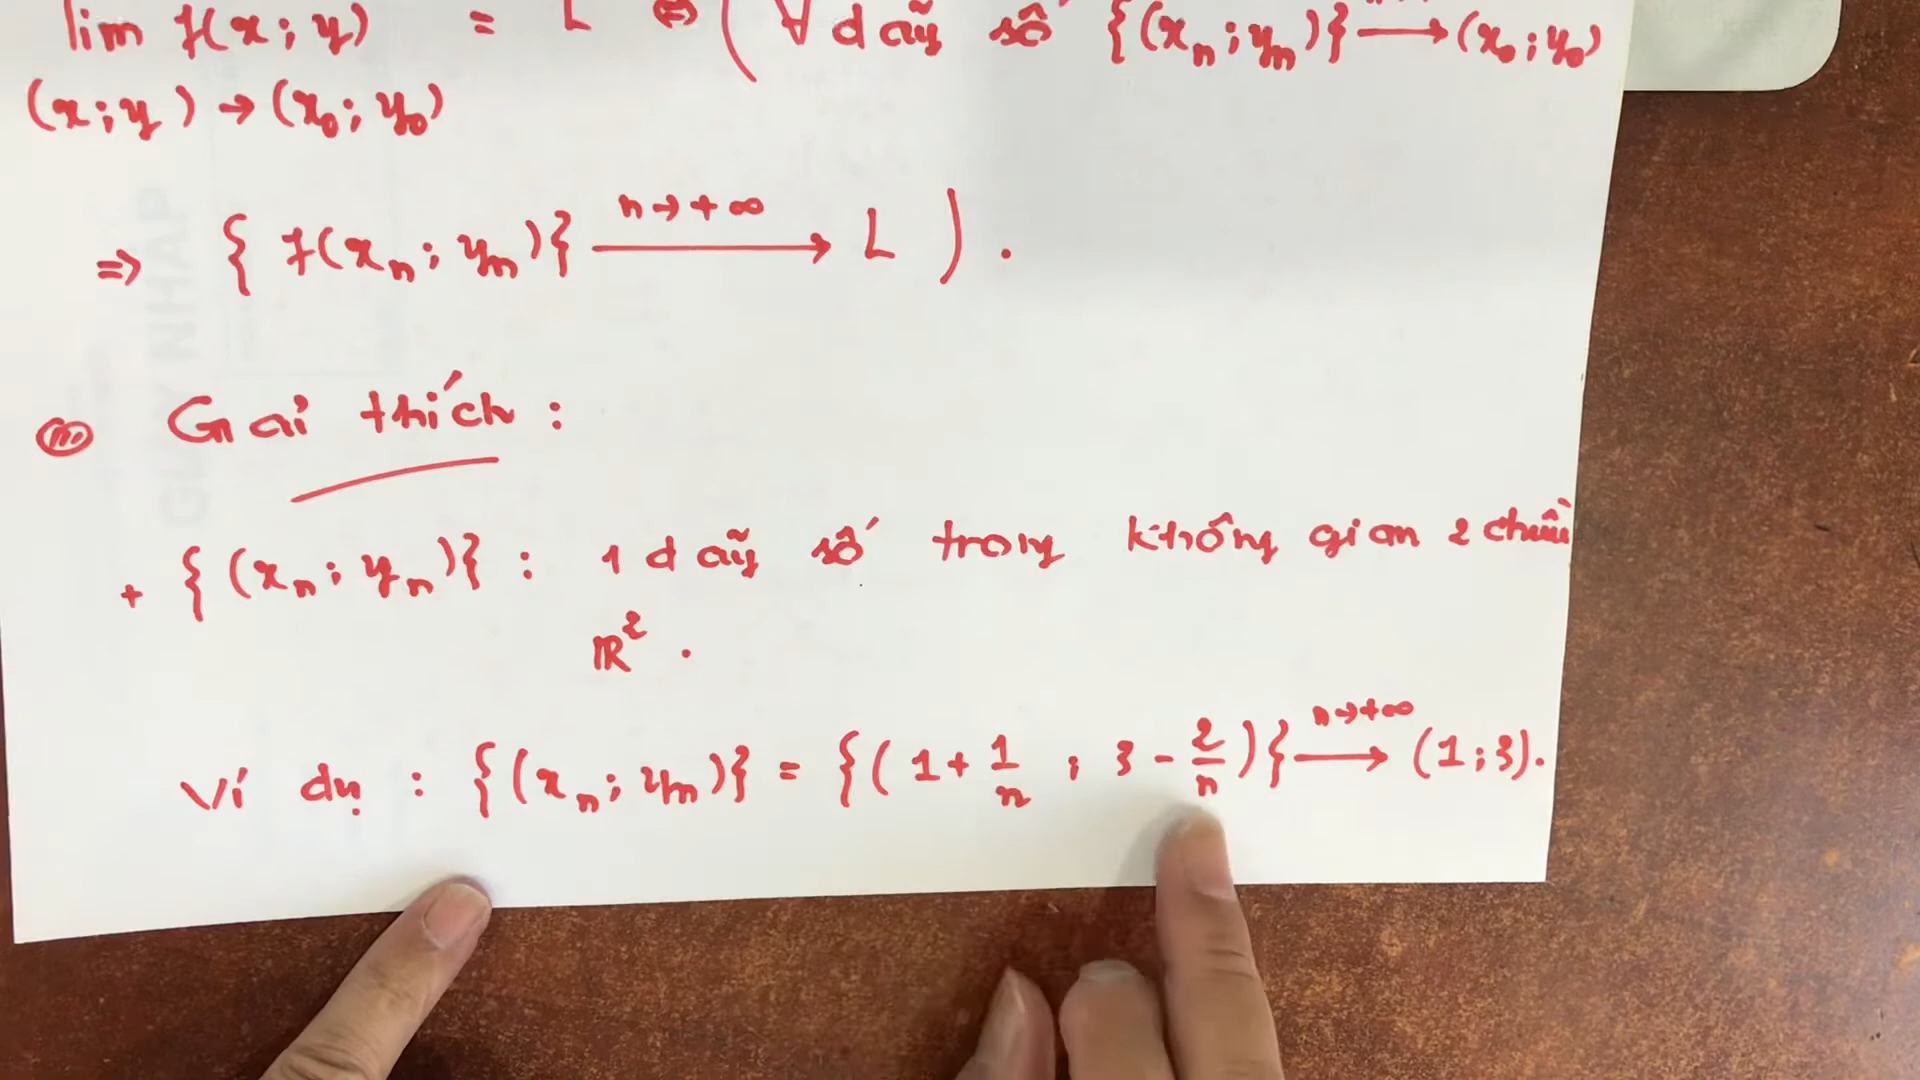 lim f(x; y) = L ⇔ ( ∀ dãy số {(xₙ; yₙ)} ⟶ (x₀; y₀)
(x; y) → (x₀; y₀)
n→+∞
⇒ { f(xₙ; yₙ)} ⟶ L ) .
Giải thích :
+ {(xₙ; yₙ)} : 1 dãy số trong không gian 2 chiều
ℝ² .
Ví dụ : {(xₙ; yₙ)} = {( 1 + 1/n ; 3 - 2/n )} ⟶ (1; 3).
n→+∞